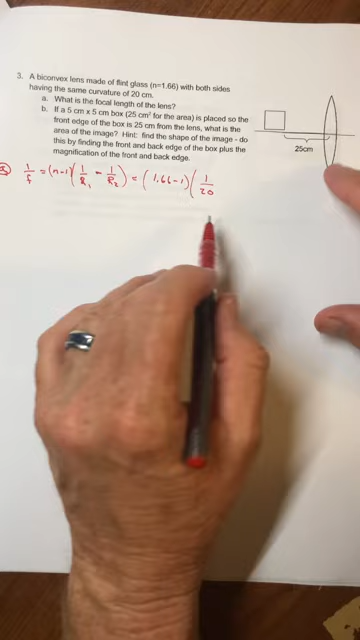 3. A biconvex lens made of flint glass (n=1.66) with both sides
having the same curvature of 20 cm.
a. What is the focal length of the lens?
b. If a 5 cm x 5 cm box (25 cm² for the area) is placed so the
front edge of the box is 25 cm from the lens, what is the
area of the image? Hint: find the shape of the image - do
this by finding the front and back edge of the box plus the
magnification of the front and back edge.
25cm
1/f = (n-1)(1/R₁ - 1/R₂) = (1.66-1)(1/20